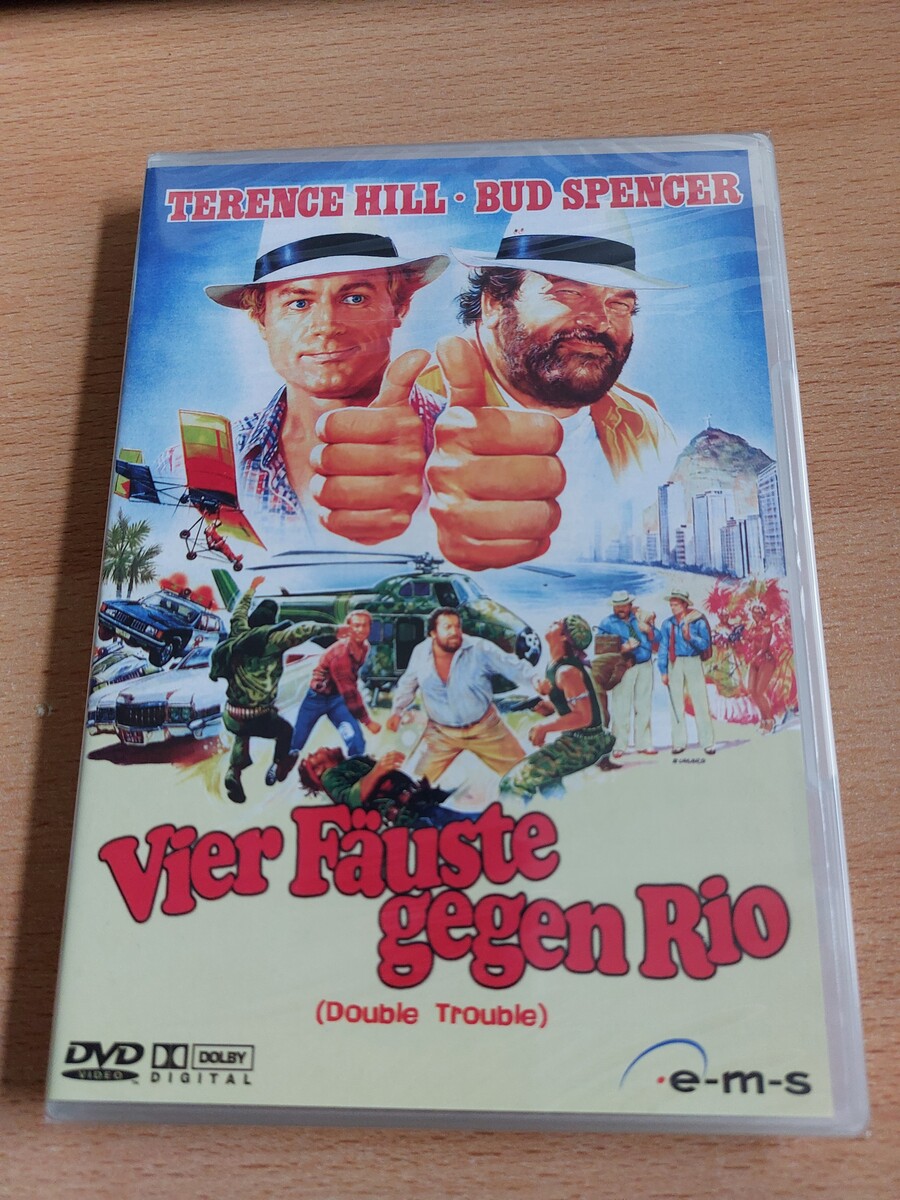 TERENCE HILL · BUD SPENCER
Vier Fäuste
gegen Rio
(Double Trouble)
DVD
VIDEO
DOLBY
DIGITAL
e-m-s